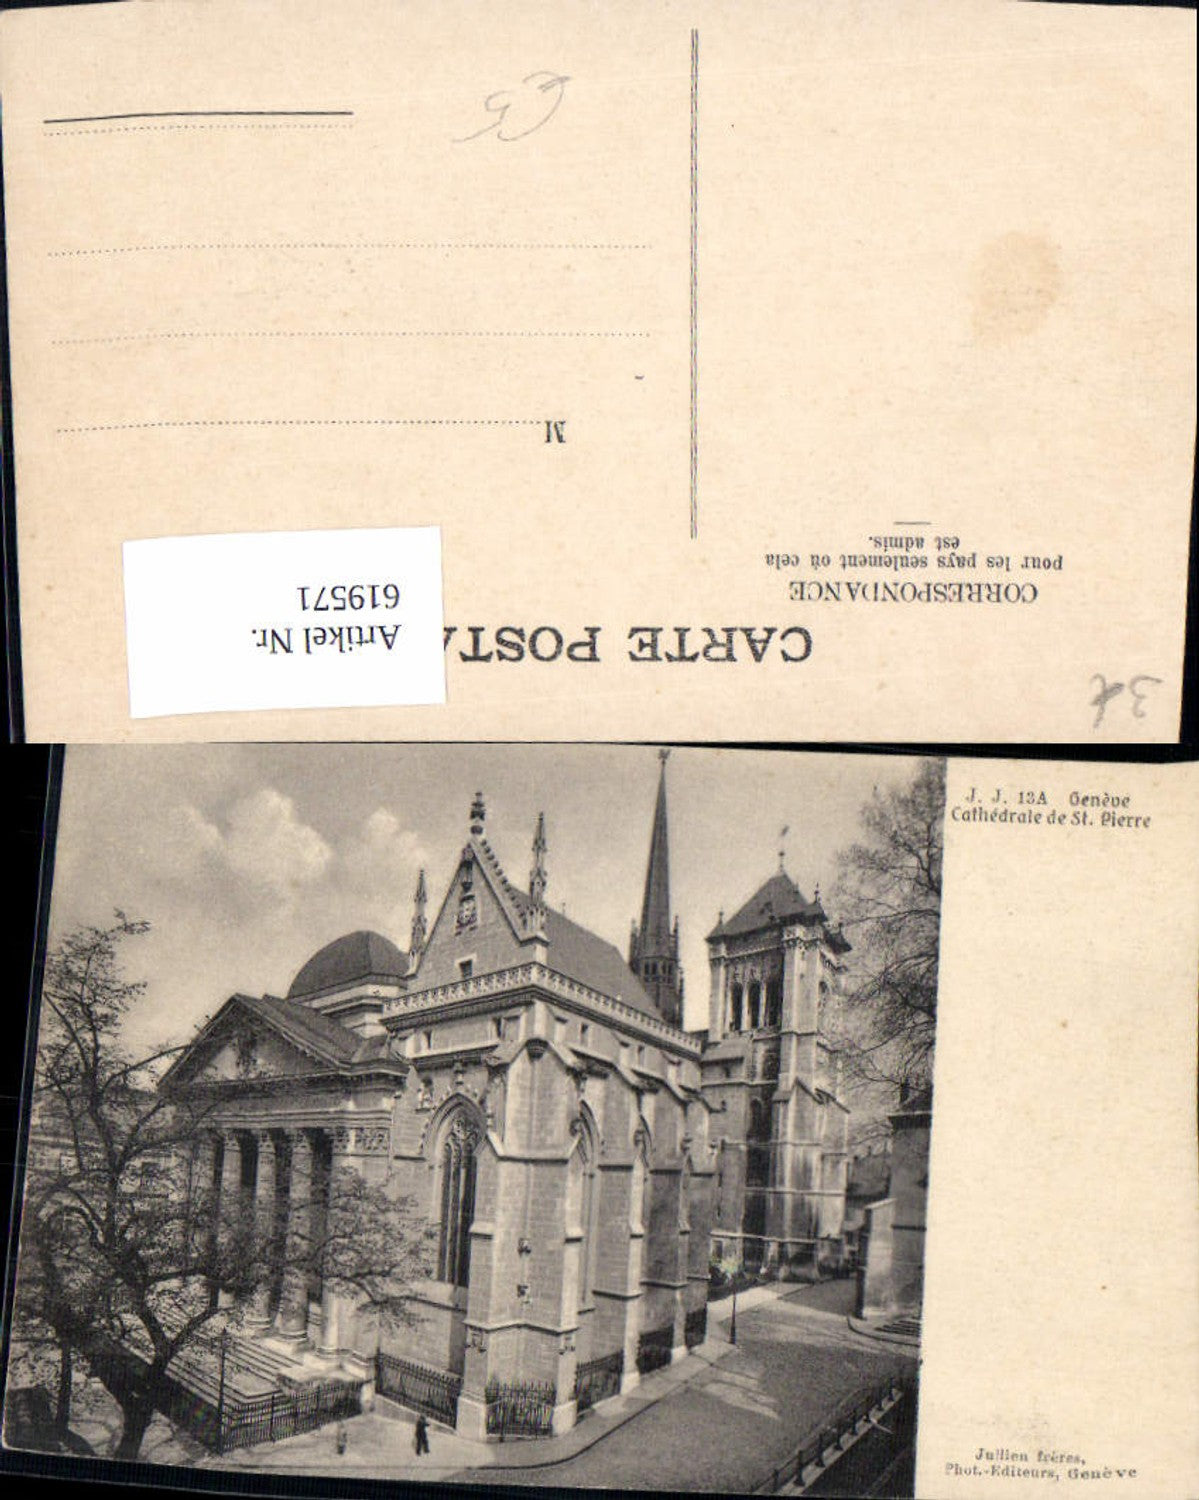 CARTE POSTA
CORRESPONDANCE
pour les pays seulement où cela
est admis.
M
Artikel Nr.
619571
J. J. 13A Genève
Cathédrale de St. Pierre
Jullien frères,
Phot.-Editeurs, Genève